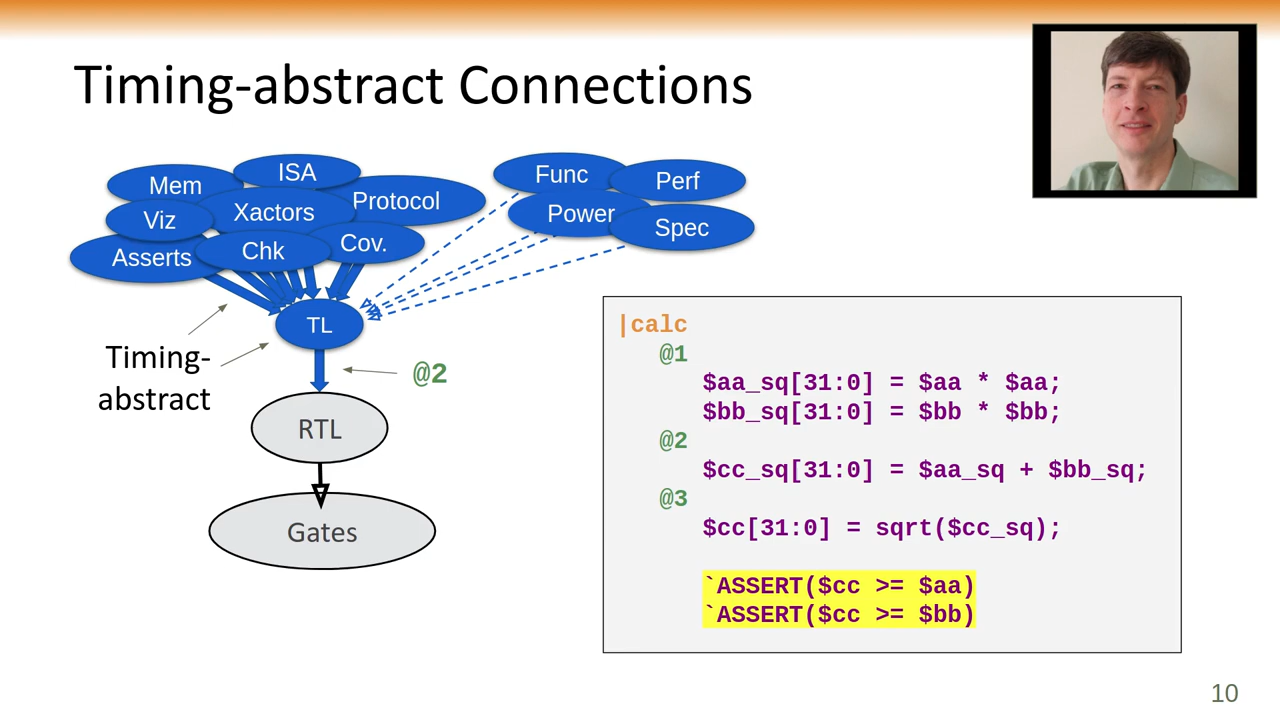 Timing-abstract Connections
Mem
ISA
Protocol
Viz
Xactors
Asserts
Chk
Cov.
Func
Perf
Power
Spec
TL
Timing-
abstract
@2
RTL
Gates
|calc
@1
$aa_sq[31:0] = $aa * $aa;
$bb_sq[31:0] = $bb * $bb;
@2
$cc_sq[31:0] = $aa_sq + $bb_sq;
@3
$cc[31:0] = sqrt($cc_sq);
`ASSERT($cc >= $aa)
`ASSERT($cc >= $bb)
10